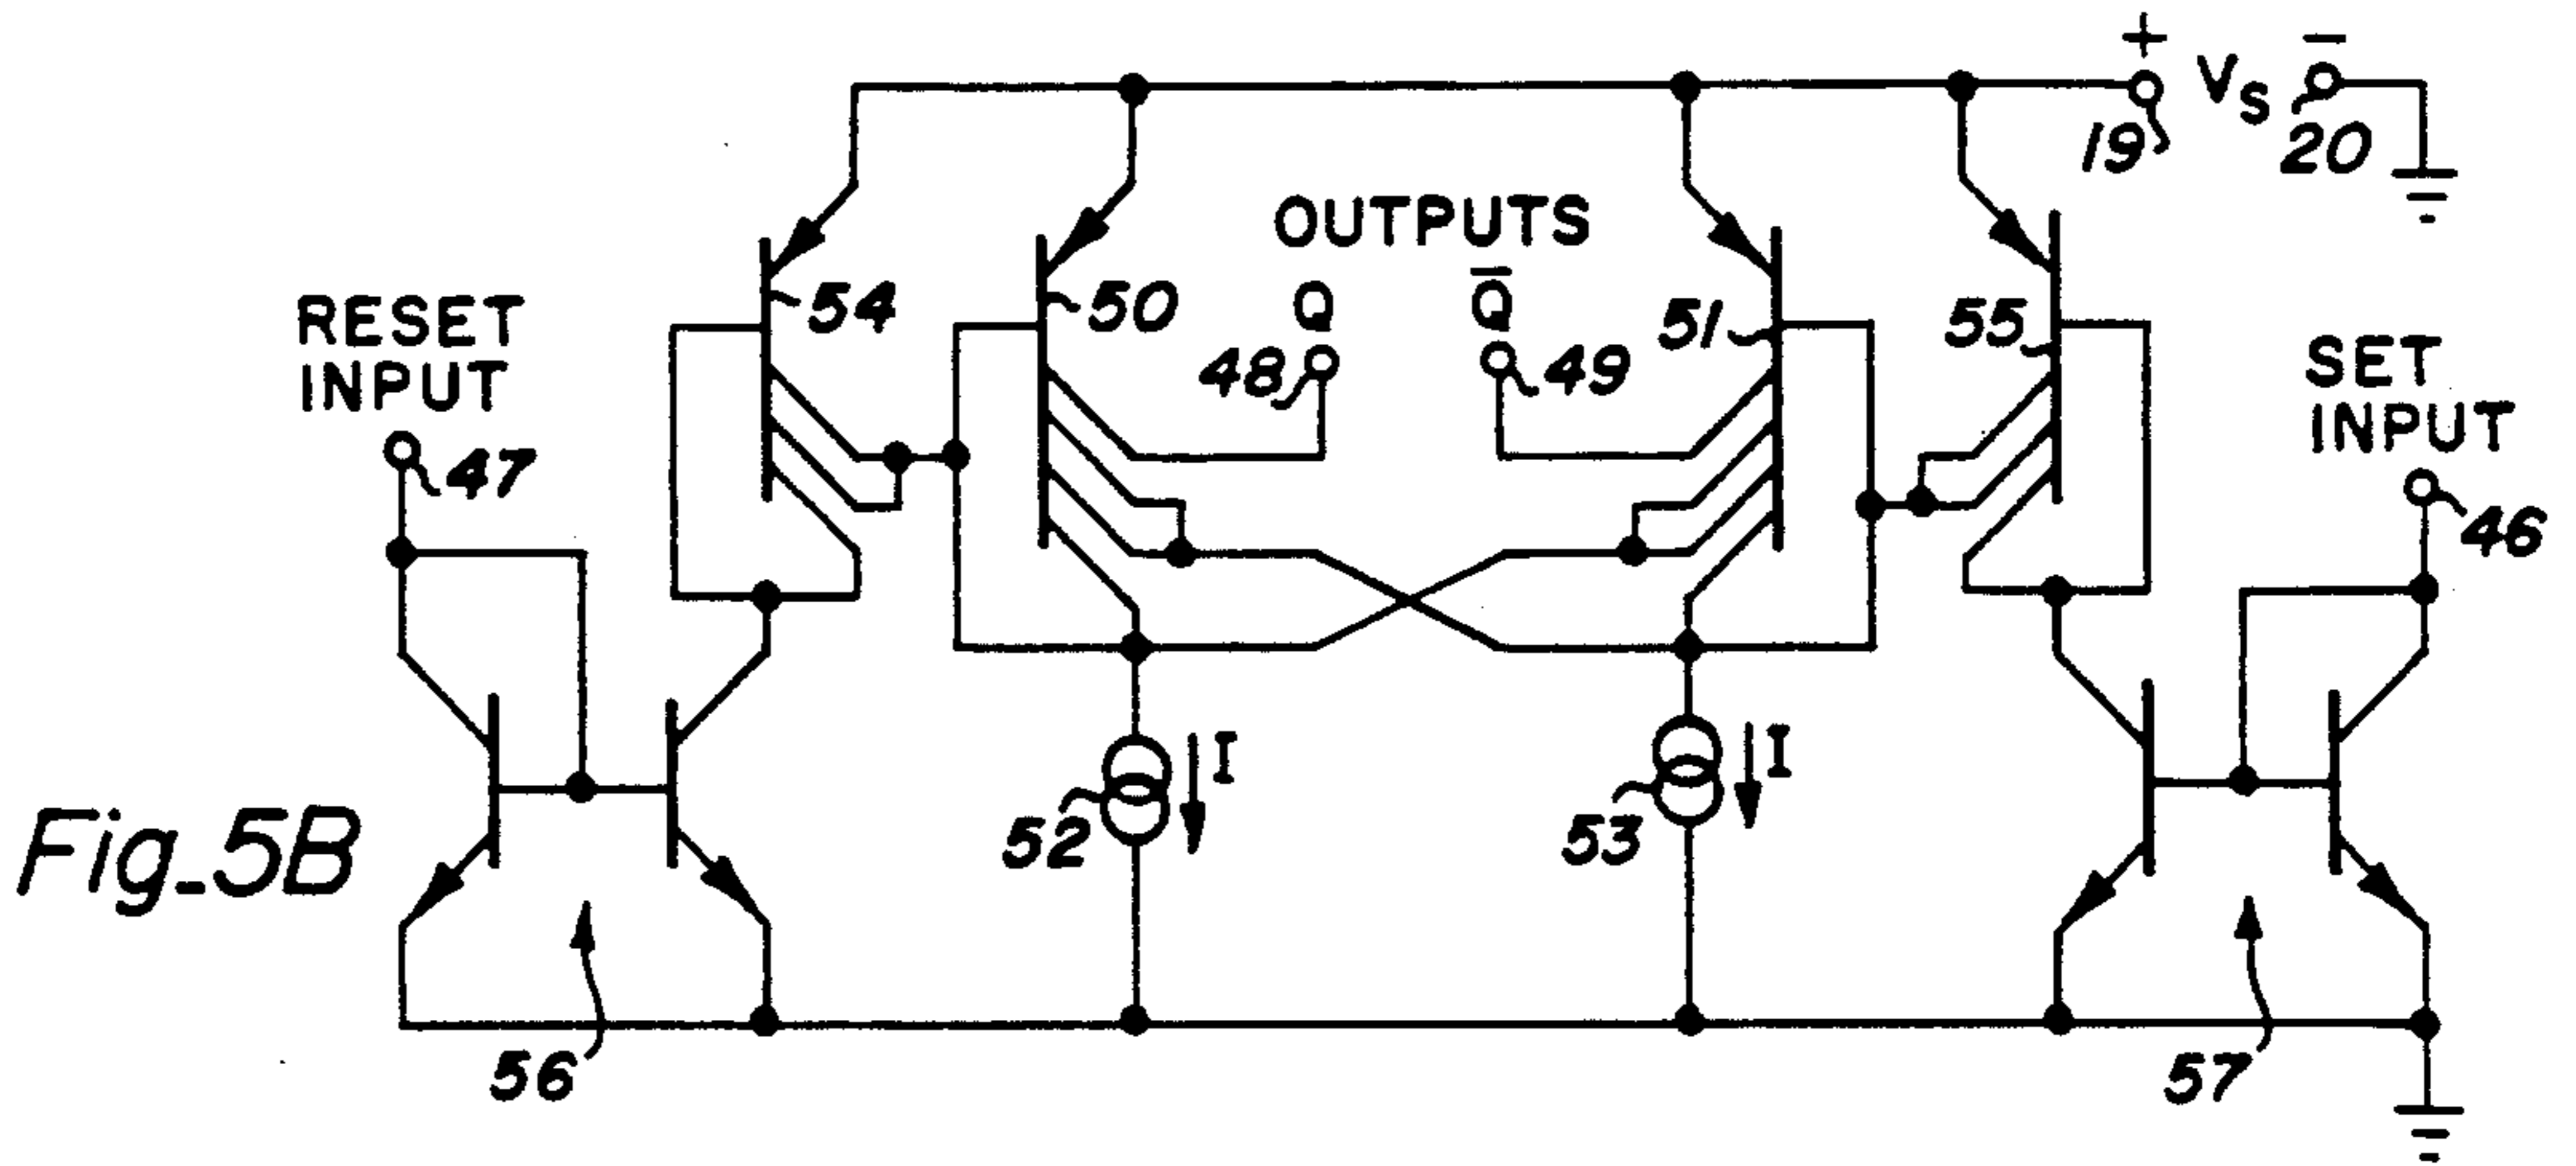 + VS −
19 20
OUTPUTS
54 50 Q Q̅ 51 55
RESET
INPUT
SET
INPUT
48 49
47 46
I I
52 53
Fig_5B
56 57